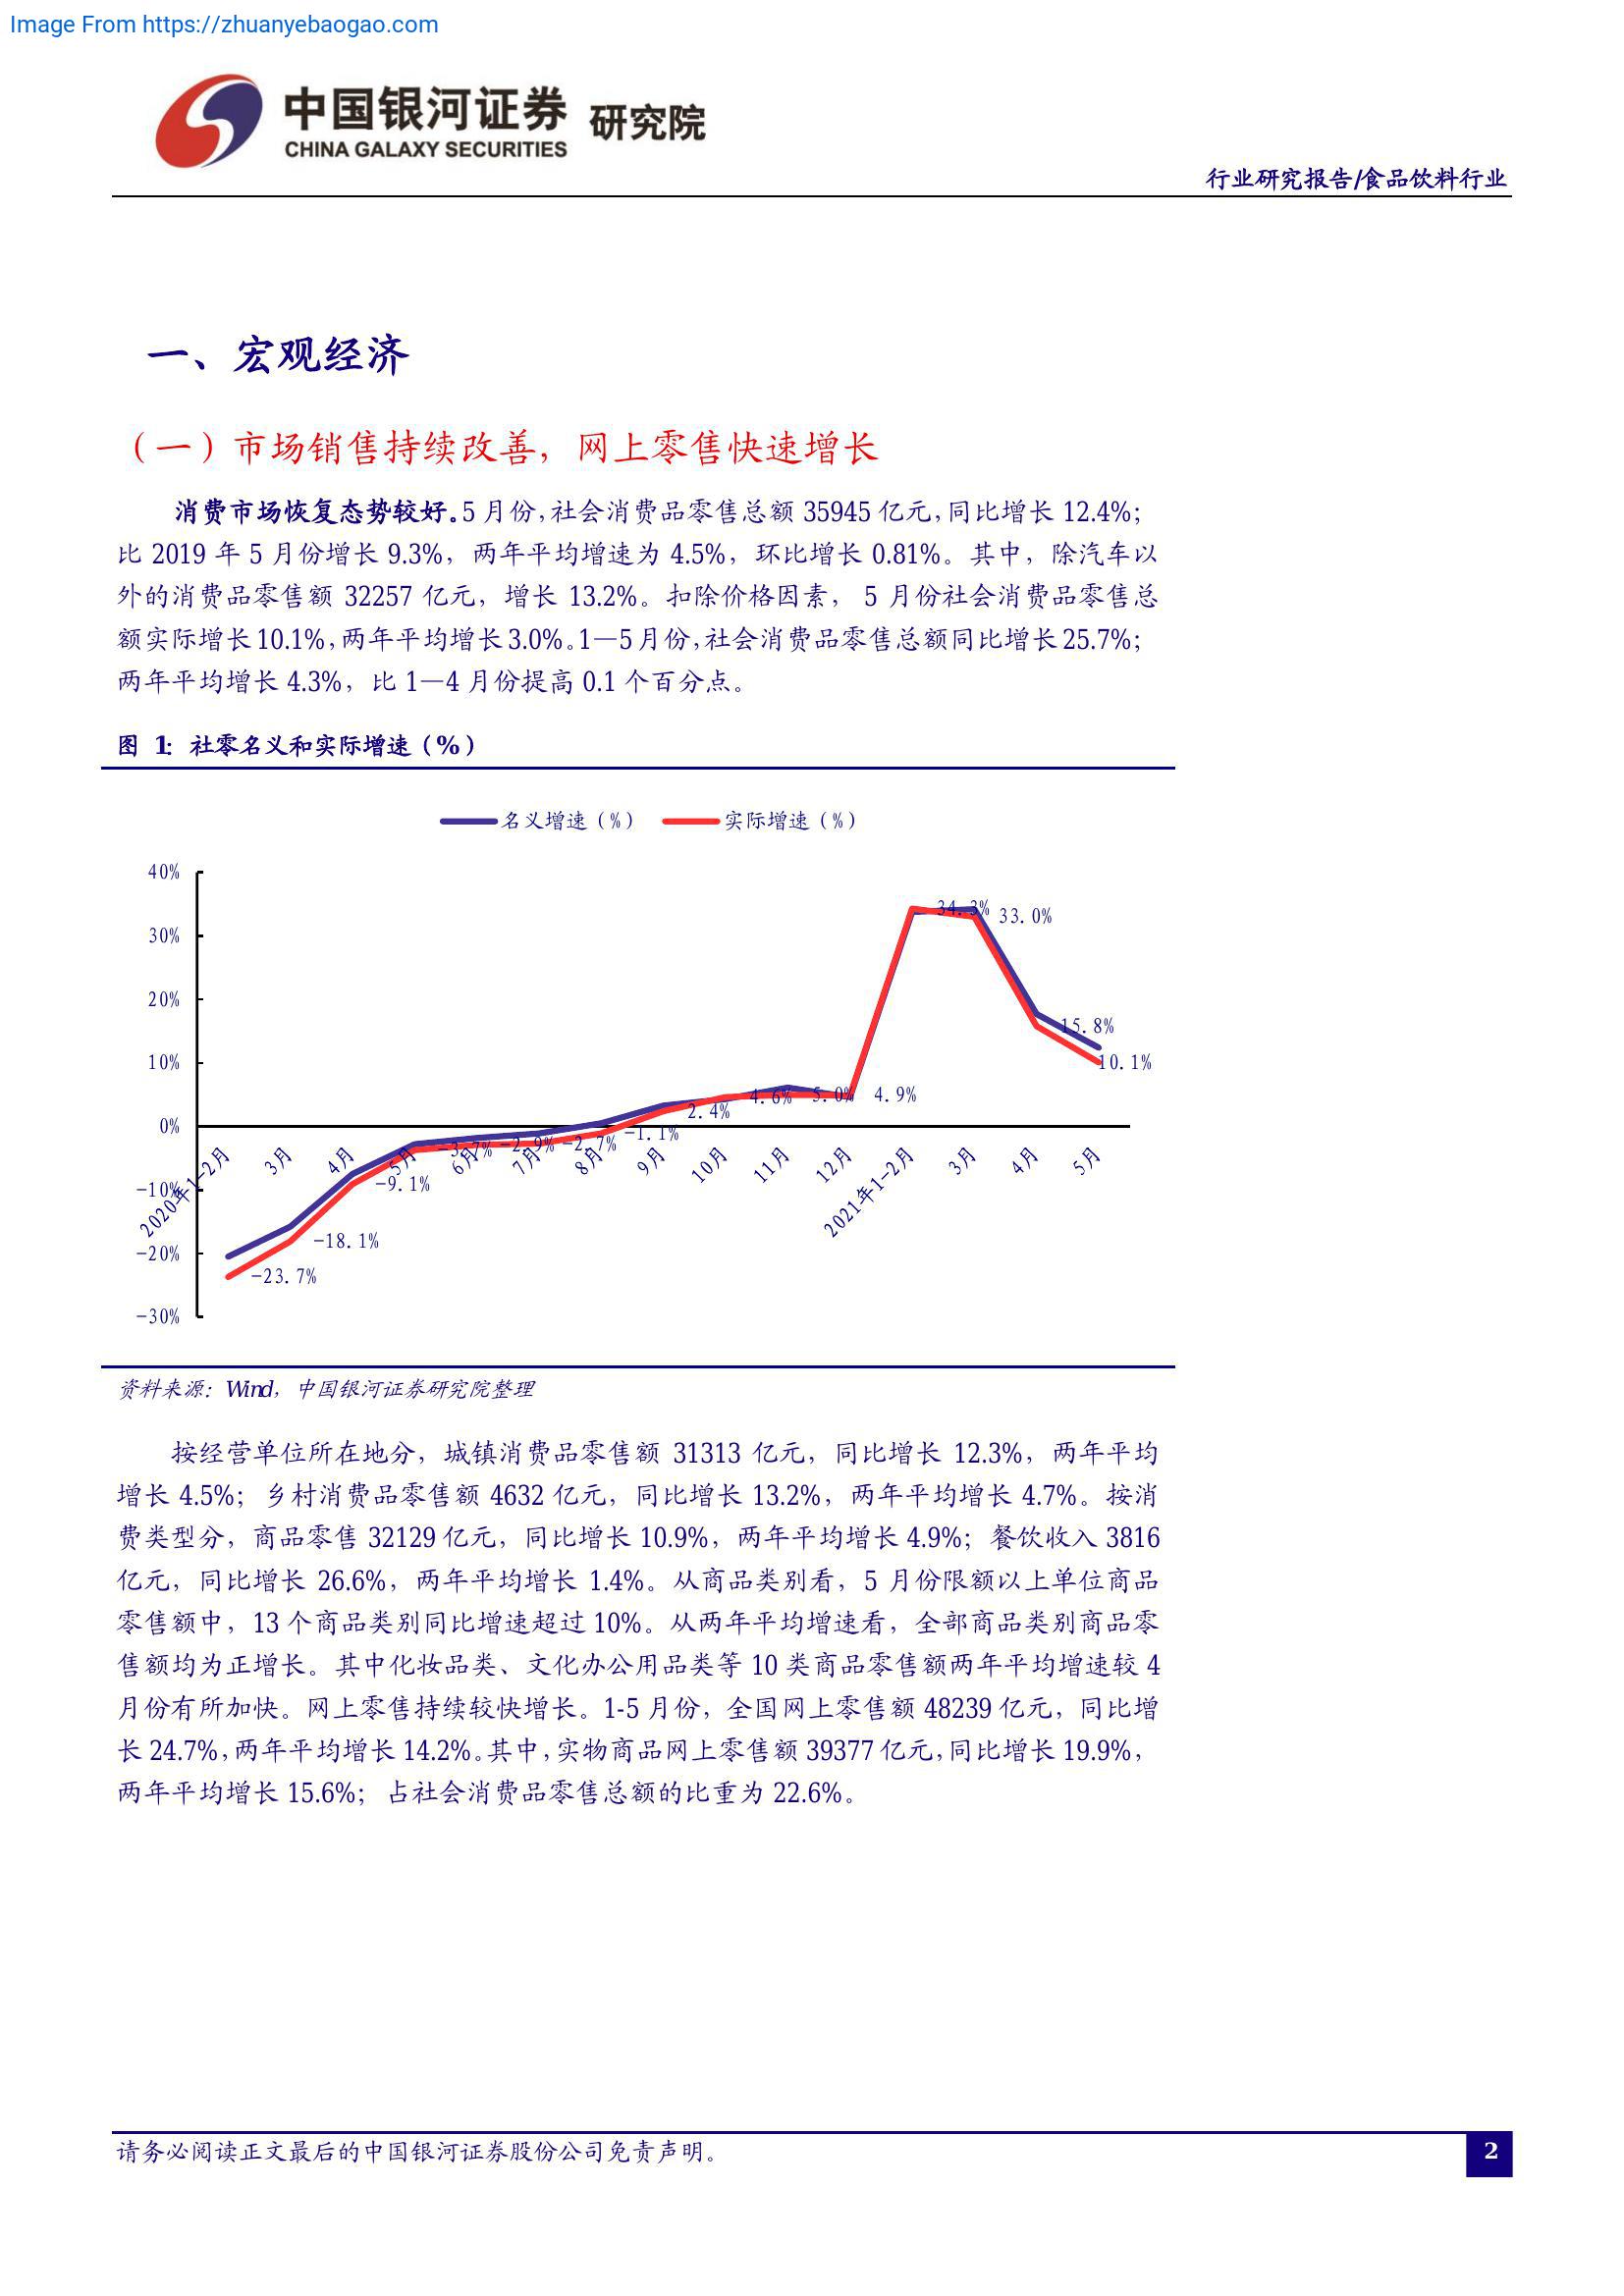 Image From https://zhuanyebaogao.com
中国银河证券 研究院
CHINA GALAXY SECURITIES
行业研究报告/食品饮料行业
一、宏观经济
（一）市场销售持续改善，网上零售快速增长
消费市场恢复态势较好。5 月份，社会消费品零售总额 35945 亿元，同比增长 12.4%；
比 2019 年 5 月份增长 9.3%，两年平均增速为 4.5%，环比增长 0.81%。其中，除汽车以
外的消费品零售额 32257 亿元，增长 13.2%。扣除价格因素， 5 月份社会消费品零售总
额实际增长 10.1%，两年平均增长 3.0%。1—5 月份，社会消费品零售总额同比增长 25.7%；
两年平均增长 4.3%，比 1—4 月份提高 0.1 个百分点。
图 1：社零名义和实际增速（%）
名义增速（%） 实际增速（%）
40%
30%
20%
10%
0%
-10%
-20%
-30%
34.3% 33.0%
15.8%
10.1%
-23.7% -18.1% -9.1% -3.7% -2.9% -2.7% -1.1% 2.4% 4.6% 5.0% 4.9%
2020年1-2月 3月 4月 5月 6月 7月 8月 9月 10月 11月 12月 2021年1-2月 3月 4月 5月
资料来源：Wind，中国银河证券研究院整理
按经营单位所在地分，城镇消费品零售额 31313 亿元，同比增长 12.3%，两年平均
增长 4.5%；乡村消费品零售额 4632 亿元，同比增长 13.2%，两年平均增长 4.7%。按消
费类型分，商品零售 32129 亿元，同比增长 10.9%，两年平均增长 4.9%；餐饮收入 3816
亿元，同比增长 26.6%，两年平均增长 1.4%。从商品类别看，5 月份限额以上单位商品
零售额中，13 个商品类别同比增速超过 10%。从两年平均增速看，全部商品类别商品零
售额均为正增长。其中化妆品类、文化办公用品类等 10 类商品零售额两年平均增速较 4
月份有所加快。网上零售持续较快增长。1-5 月份，全国网上零售额 48239 亿元，同比增
长 24.7%，两年平均增长 14.2%。其中，实物商品网上零售额 39377 亿元，同比增长 19.9%，
两年平均增长 15.6%；占社会消费品零售总额的比重为 22.6%。
请务必阅读正文最后的中国银河证券股份公司免责声明。
2